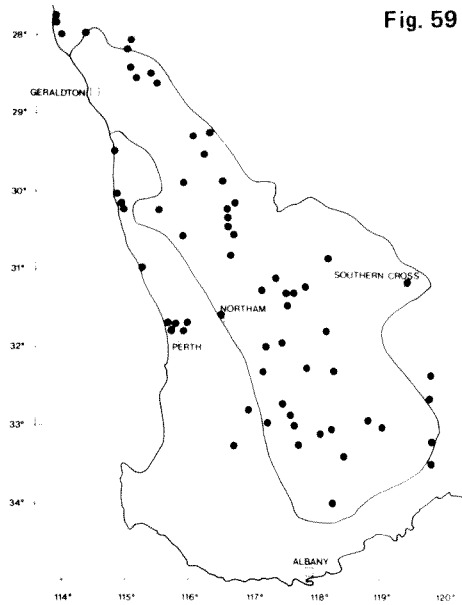 Fig. 59
28°
GERALDTON
29°
30°
31°
SOUTHERN CROSS
NORTHAM
32°
PERTH
33°
34°
ALBANY
114° 115° 116° 117° 118° 119° 120°